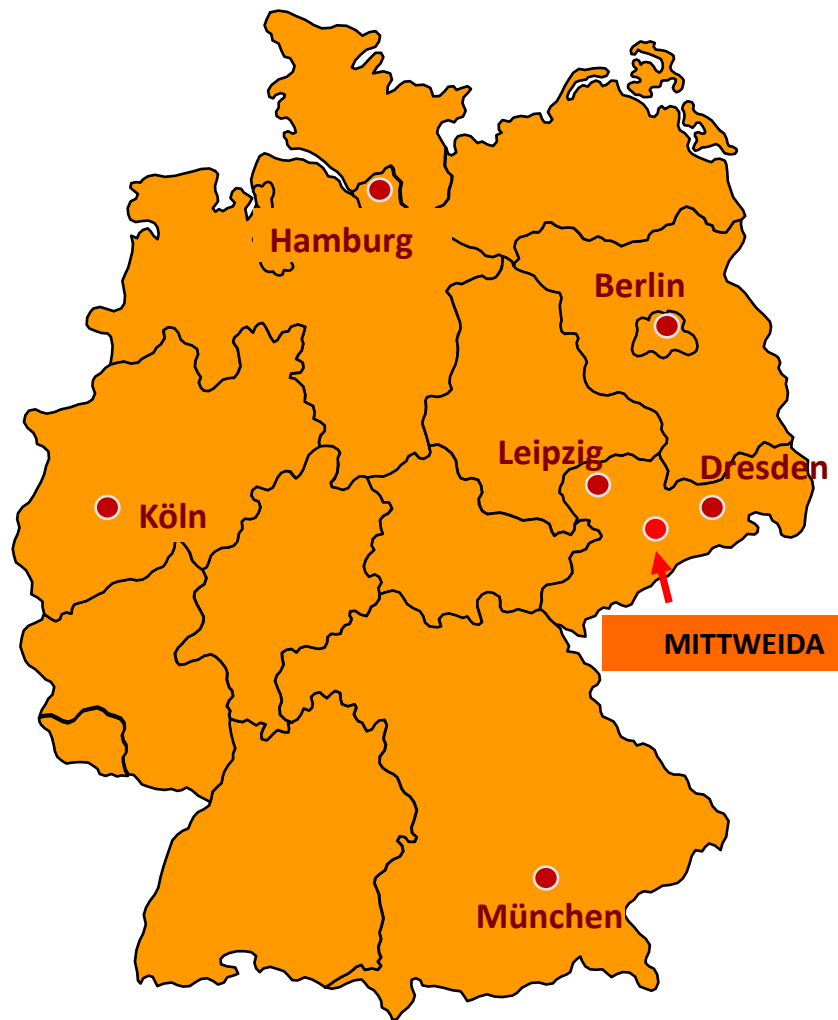 Hamburg
Berlin
Leipzig
Dresden
Köln
MITTWEIDA
München